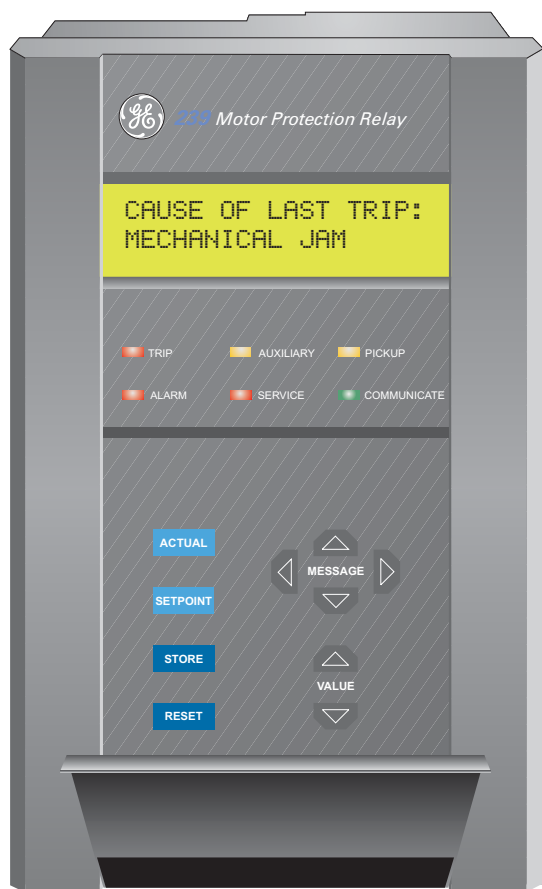 GE 239 Motor Protection Relay
CAUSE OF LAST TRIP:
MECHANICAL JAM
TRIP AUXILIARY PICKUP
ALARM SERVICE COMMUNICATE
ACTUAL
MESSAGE
SETPOINT
STORE
VALUE
RESET